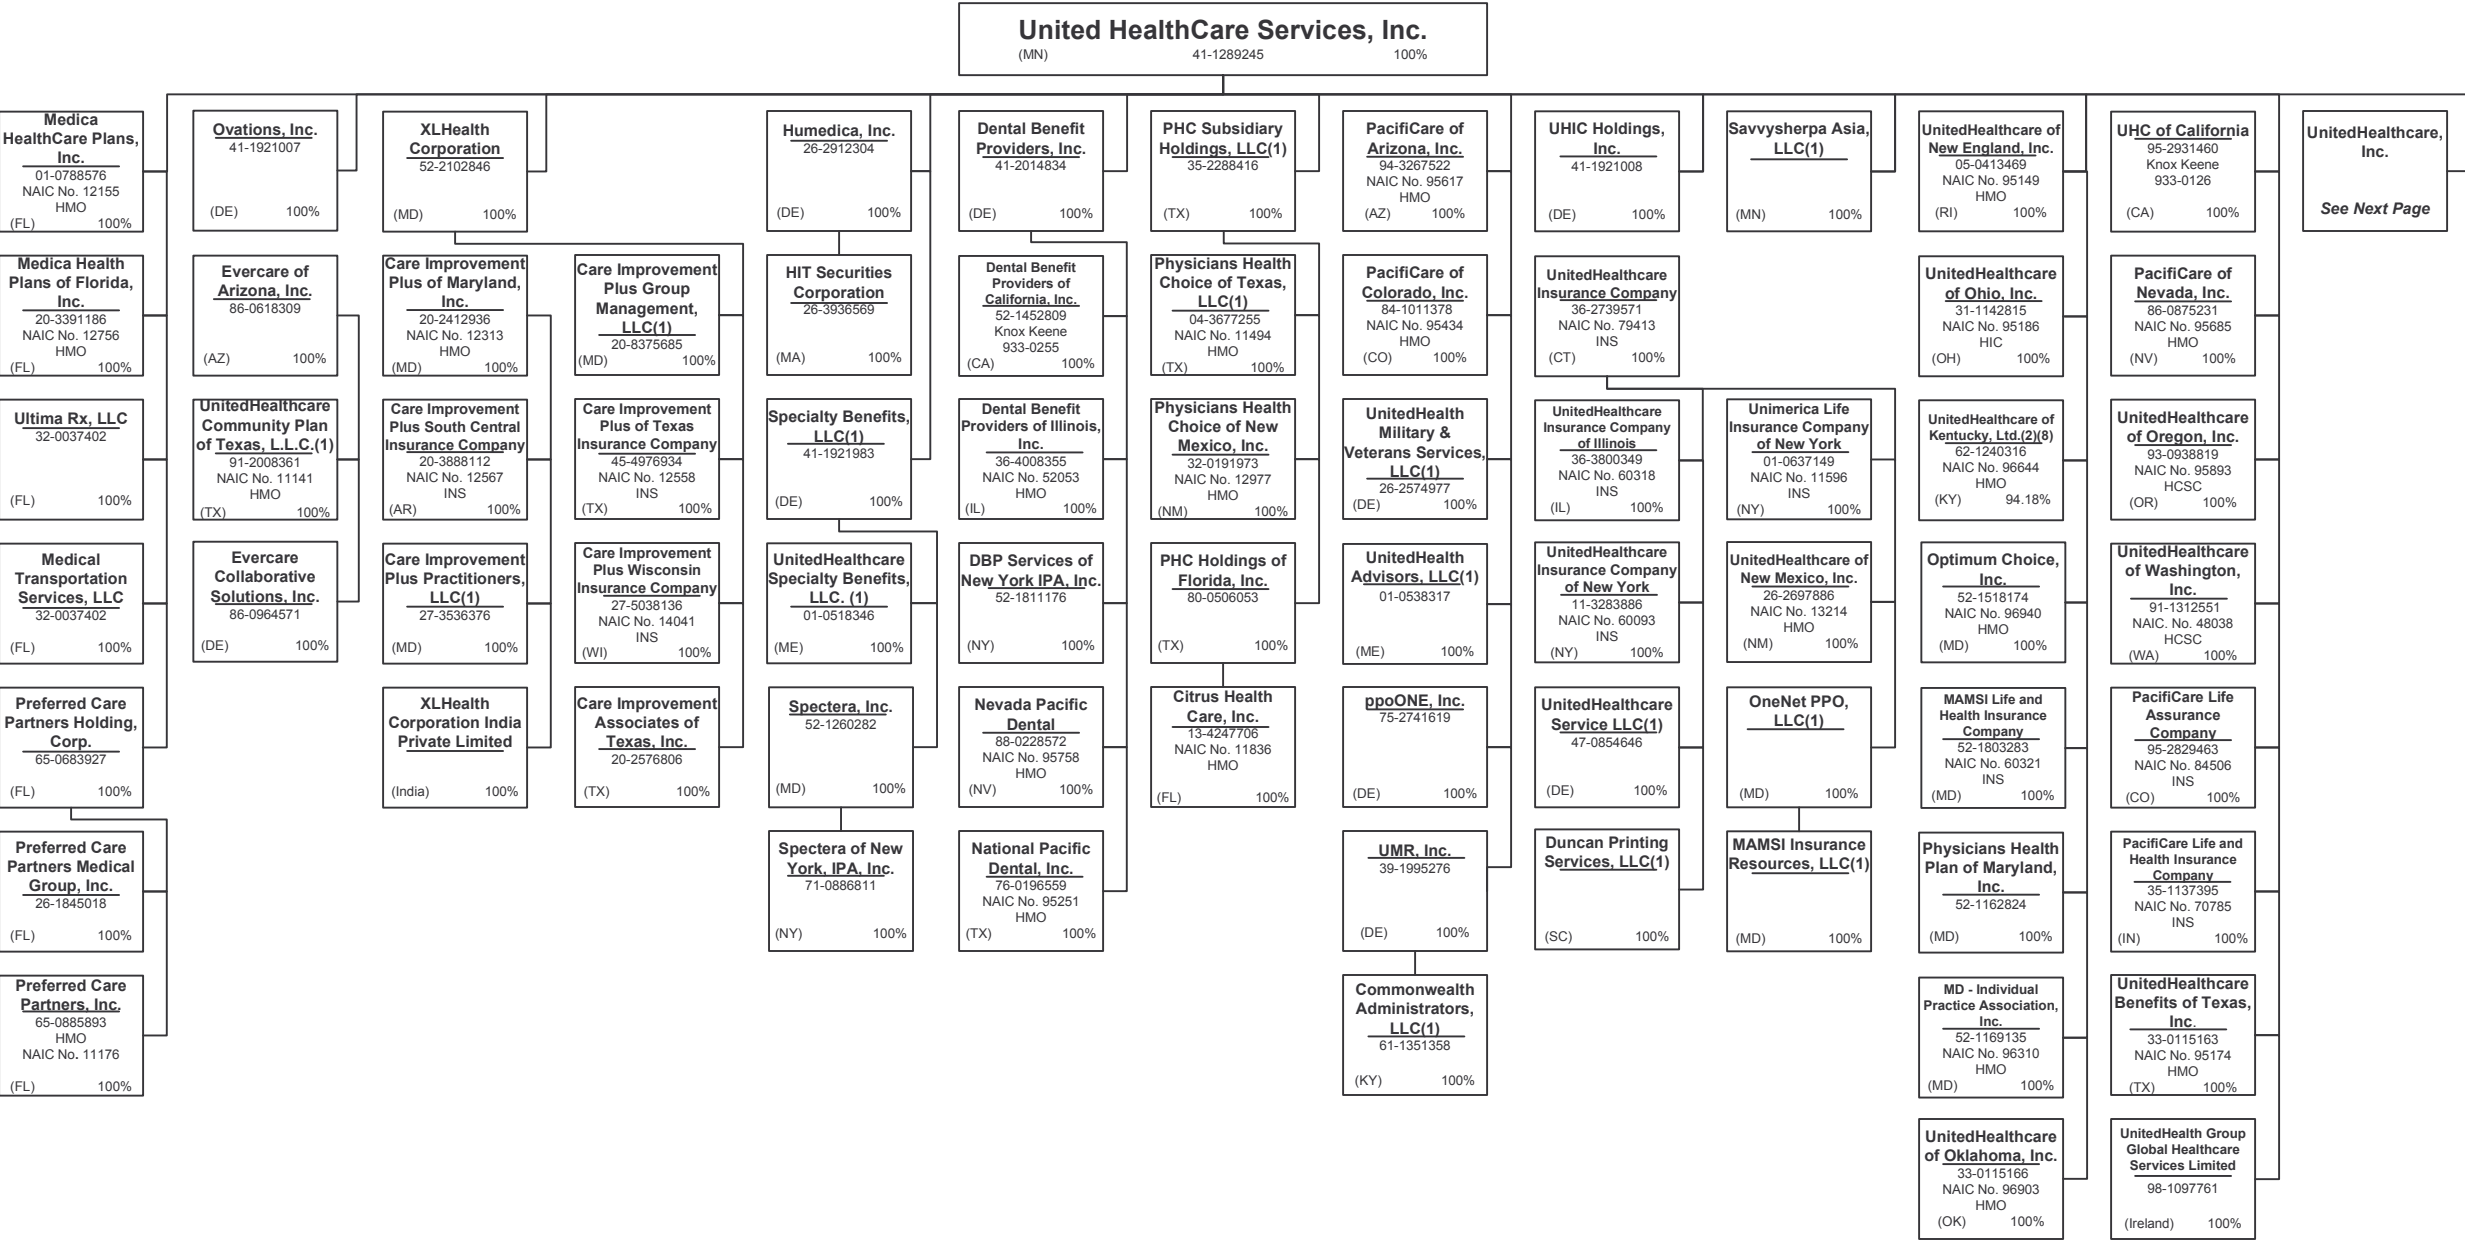 United HealthCare Services, Inc.
(MN) 41-1289245 100%
Medica
HealthCare Plans,
Inc.
01-0788576
NAIC No. 12155
HMO
(FL) 100%
Medica Health
Plans of Florida,
Inc.
20-3391186
NAIC No. 12756
HMO
(FL) 100%
Ultima Rx, LLC
32-0037402
(FL) 100%
Medical
Transportation
Services, LLC
32-0037402
(FL) 100%
Preferred Care
Partners Holding,
Corp.
65-0683927
(FL) 100%
Preferred Care
Partners Medical
Group, Inc.
26-1845018
(FL) 100%
Preferred Care
Partners, Inc.
65-0885893
HMO
NAIC No. 11176
(FL) 100%
Ovations, Inc.
41-1921007
(DE) 100%
Evercare of
Arizona, Inc.
86-0618309
(AZ) 100%
UnitedHealthcare
Community Plan
of Texas, L.L.C.(1)
91-2008361
NAIC No. 11141
HMO
(TX) 100%
Evercare
Collaborative
Solutions, Inc.
86-0964571
(DE) 100%
XLHealth
Corporation
52-2102846
(MD) 100%
Care Improvement
Plus of Maryland,
Inc.
20-2412936
NAIC No. 12313
HMO
(MD) 100%
Care Improvement
Plus South Central
Insurance Company
20-3888112
NAIC No. 12567
INS
(AR) 100%
Care Improvement
Plus Practitioners,
LLC(1)
27-3536376
(MD) 100%
XLHealth
Corporation India
Private Limited
(India) 100%
Care Improvement
Plus Group
Management,
LLC(1)
20-8375685
(MD) 100%
Care Improvement
Plus of Texas
Insurance Company
45-4976934
NAIC No. 12558
INS
(TX) 100%
Care Improvement
Plus Wisconsin
Insurance Company
27-5038136
NAIC No. 14041
INS
(WI) 100%
Care Improvement
Associates of
Texas, Inc.
20-2576806
(TX) 100%
Humedica, Inc.
26-2912304
(DE) 100%
HIT Securities
Corporation
26-3936569
(MA) 100%
Specialty Benefits,
LLC(1)
41-1921983
(DE) 100%
UnitedHealthcare
Specialty Benefits,
LLC. (1)
01-0518346
(ME) 100%
Spectera, Inc.
52-1260282
(MD) 100%
Spectera of New
York, IPA, Inc.
71-0886811
(NY) 100%
Dental Benefit
Providers, Inc.
41-2014834
(DE) 100%
Dental Benefit
Providers of
California, Inc.
52-1452809
Knox Keene
933-0255
(CA) 100%
Dental Benefit
Providers of Illinois,
Inc.
36-4008355
NAIC No. 52053
HMO
(IL) 100%
DBP Services of
New York IPA, Inc.
52-1811176
(NY) 100%
Nevada Pacific
Dental
88-0228572
NAIC No. 95758
HMO
(NV) 100%
National Pacific
Dental, Inc.
76-0196559
NAIC No. 95251
HMO
(TX) 100%
PHC Subsidiary
Holdings, LLC(1)
35-2288416
(TX) 100%
Physicians Health
Choice of Texas,
LLC(1)
04-3677255
NAIC No. 11494
HMO
(TX) 100%
Physicians Health
Choice of New
Mexico, Inc.
32-0191973
NAIC No. 12977
HMO
(NM) 100%
PHC Holdings of
Florida, Inc.
80-0506053
(TX) 100%
Citrus Health
Care, Inc.
13-4247706
NAIC No. 11836
HMO
(FL) 100%
PacifiCare of
Arizona, Inc.
94-3267522
NAIC No. 95617
HMO
(AZ) 100%
PacifiCare of
Colorado, Inc.
84-1011378
NAIC No. 95434
HMO
(CO) 100%
UnitedHealth
Military &
Veterans Services,
LLC(1)
26-2574977
(DE) 100%
UnitedHealth
Advisors, LLC(1)
01-0538317
(ME) 100%
ppoONE, Inc.
75-2741619
(DE) 100%
UMR, Inc.
39-1995276
(DE) 100%
Commonwealth
Administrators,
LLC(1)
61-1351358
(KY) 100%
UHIC Holdings,
Inc.
41-1921008
(DE) 100%
UnitedHealthcare
Insurance Company
36-2739571
NAIC No. 79413
INS
(CT) 100%
UnitedHealthcare
Insurance Company
of Illinois
36-3800349
NAIC No. 60318
INS
(IL) 100%
UnitedHealthcare
Insurance Company
of New York
11-3283886
NAIC No. 60093
INS
(NY) 100%
UnitedHealthcare
Service LLC(1)
47-0854646
(DE) 100%
Duncan Printing
Services, LLC(1)
(SC) 100%
Savvysherpa Asia,
LLC(1)
(MN) 100%
Unimerica Life
Insurance Company
of New York
01-0637149
NAIC No. 11596
INS
(NY) 100%
UnitedHealthcare of
New Mexico, Inc.
26-2697886
NAIC No. 13214
HMO
(NM) 100%
OneNet PPO,
LLC(1)
(MD) 100%
MAMSI Insurance
Resources, LLC(1)
(MD) 100%
UnitedHealthcare of
New England, Inc.
05-0413469
NAIC No. 95149
HMO
(RI) 100%
UnitedHealthcare
of Ohio, Inc.
31-1142815
NAIC No. 95186
HIC
(OH) 100%
UnitedHealthcare of
Kentucky, Ltd.(2)(8)
62-1240316
NAIC No. 96644
HMO
(KY) 94.18%
Optimum Choice,
Inc.
52-1518174
NAIC No. 96940
HMO
(MD) 100%
MAMSI Life and
Health Insurance
Company
52-1803283
NAIC No. 60321
INS
(MD) 100%
Physicians Health
Plan of Maryland,
Inc.
52-1162824
(MD) 100%
MD - Individual
Practice Association,
Inc.
52-1169135
NAIC No. 96310
HMO
(MD) 100%
UnitedHealthcare
of Oklahoma, Inc.
33-0115166
NAIC No. 96903
HMO
(OK) 100%
UHC of California
95-2931460
Knox Keene
933-0126
(CA) 100%
PacifiCare of
Nevada, Inc.
86-0875231
NAIC No. 95685
HMO
(NV) 100%
UnitedHealthcare
of Oregon, Inc.
93-0938819
NAIC No. 95893
HCSC
(OR) 100%
UnitedHealthcare
of Washington,
Inc.
91-1312551
NAIC. No. 48038
HCSC
(WA) 100%
PacifiCare Life
Assurance
Company
95-2829463
NAIC No. 84506
INS
(CO) 100%
PacifiCare Life and
Health Insurance
Company
35-1137395
NAIC No. 70785
INS
(IN) 100%
UnitedHealthcare
Benefits of Texas,
Inc.
33-0115163
NAIC No. 95174
HMO
(TX) 100%
UnitedHealth Group
Global Healthcare
Services Limited
98-1097761
(Ireland) 100%
UnitedHealthcare,
Inc.
See Next Page